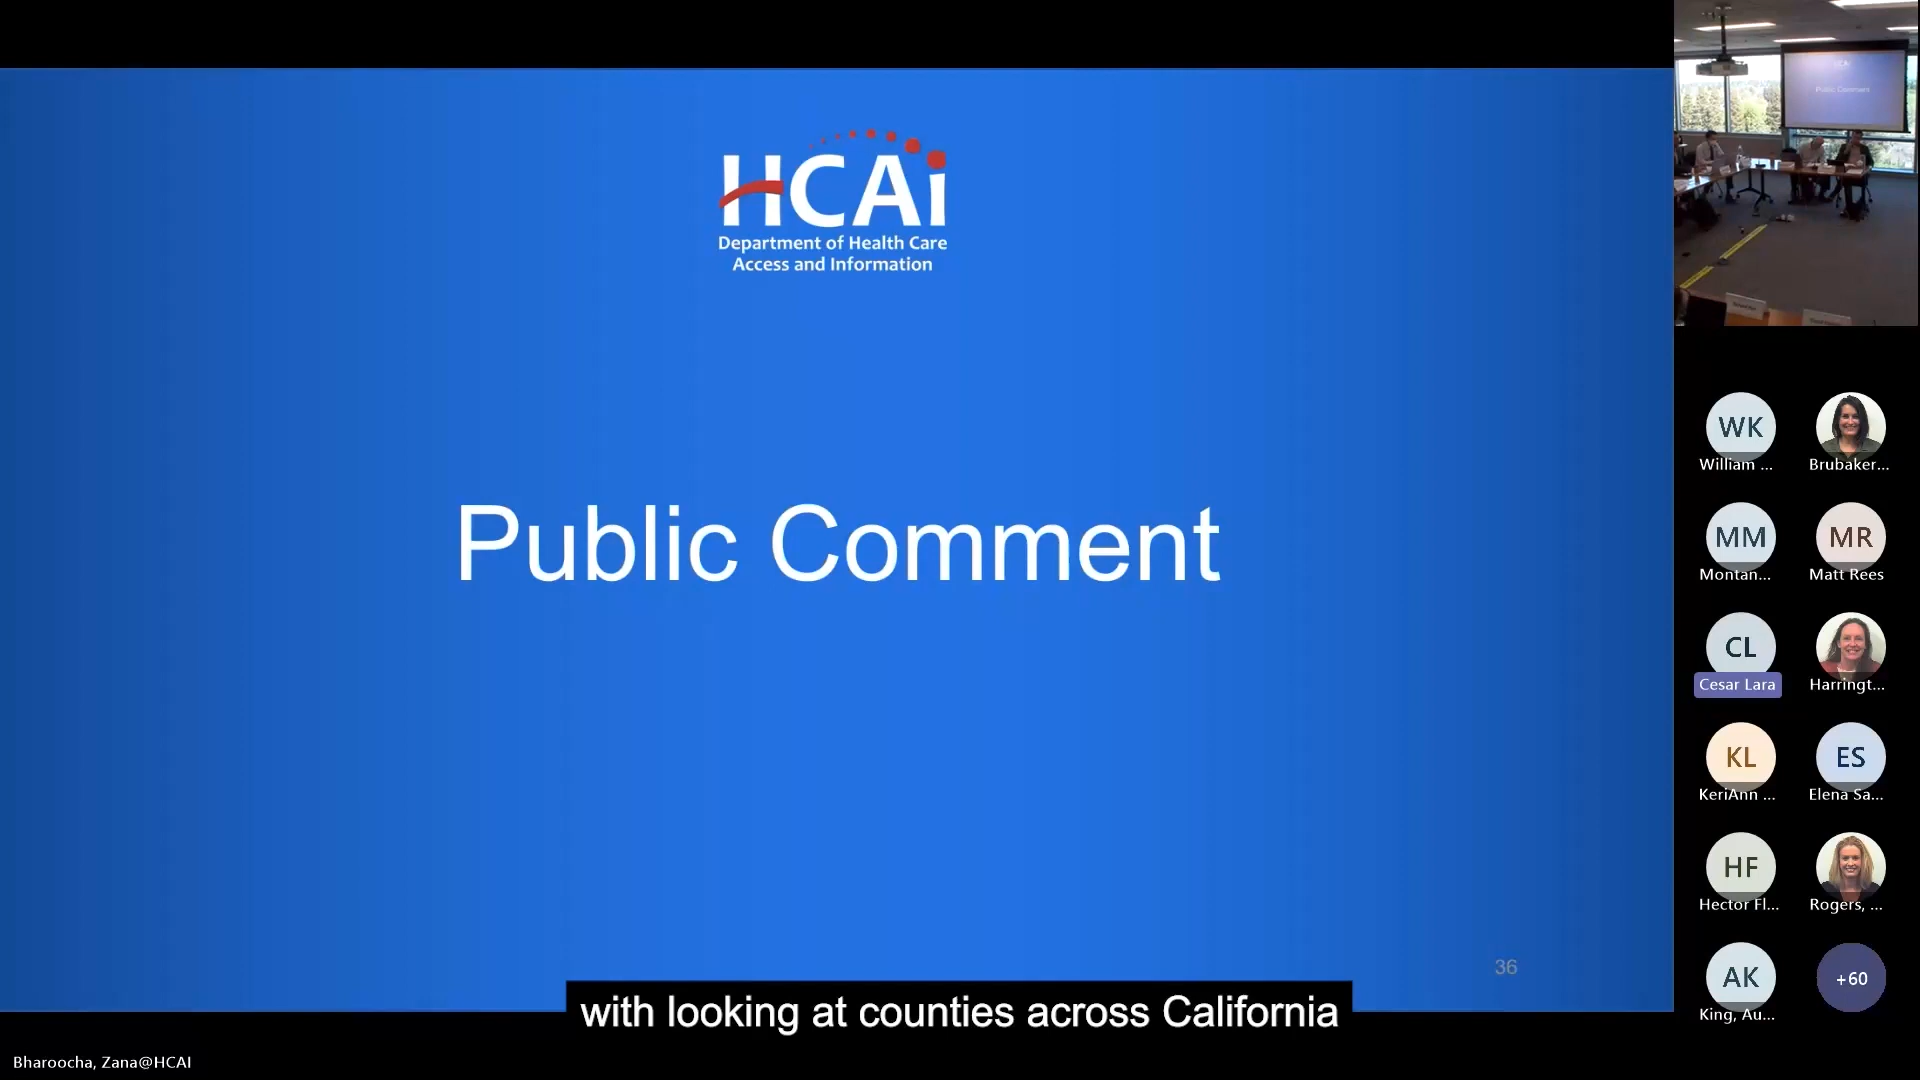 HCAi
Department of Health Care
Access and Information
Public Comment
36
with looking at counties across California
Bharoocha, Zana@HCAI
Public Comment
WK
William ...
Brubaker...
MM
Montan...
MR
Matt Rees
CL
Cesar Lara
Harringt...
KL
KeriAnn ...
ES
Elena Sa...
HF
Hector Fl...
Rogers, ...
AK
King, Au...
+60